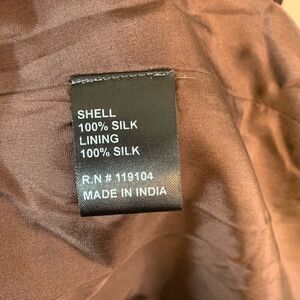 SHELL
100% SILK
LINING
100% SILK
R.N # 119104
MADE IN INDIA